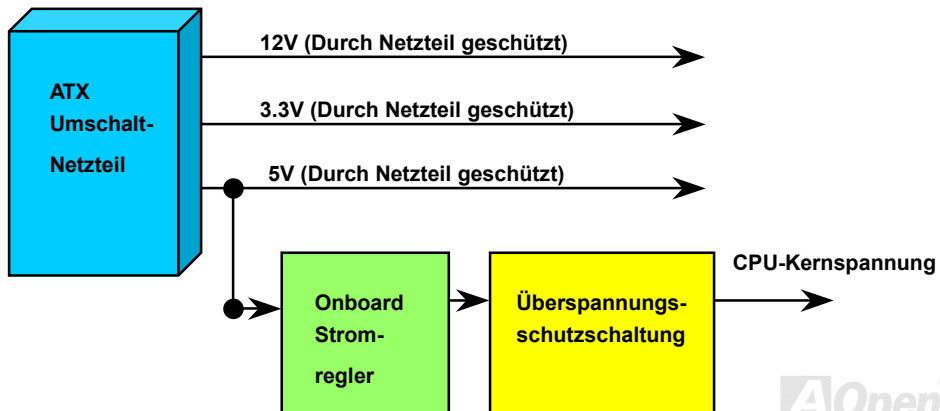 12V (Durch Netzteil geschützt)
ATX
Umschalt-
Netzteil
3.3V (Durch Netzteil geschützt)
5V (Durch Netzteil geschützt)
CPU-Kernspannung
Onboard
Strom-
regler
Überspannungs-
schutzschaltung
AOpen